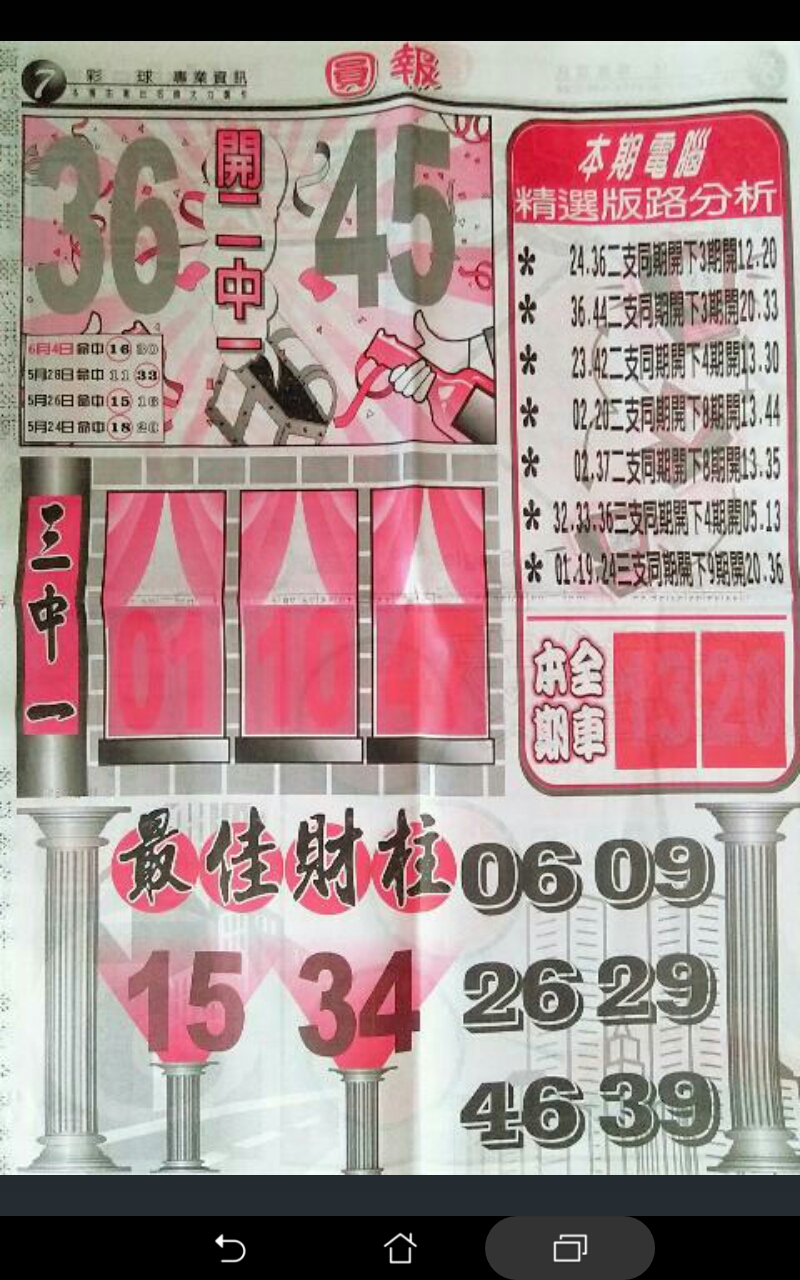 7 彩球專業資訊
圓報
36 開二中一 45
6月4日命中 16 30
5月28日命中 11 33
5月26日命中 15 16
5月24日命中 18 26
本期電腦
精選版路分析
* 24.36二支同期開下3期開12.20
* 36.44二支同期開下3期開20.33
* 23.42二支同期開下4期開13.30
* 02.20二支同期開下8期開13.44
* 02.37二支同期開下8期開13.35
* 32.33.36三支同期開下4期開05.13
* 01.19.24三支同期開下9期開20.36
三中一
01
本期全車 13 20
最佳財柱
15 34
06 09
26 29
46 39